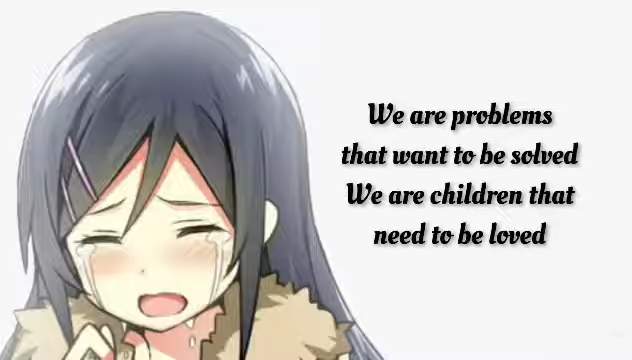 We are problems
that want to be solved
We are children that
need to be loved